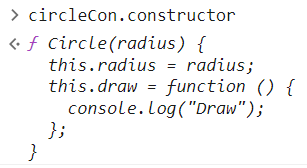 > circleCon.constructor
ƒ Circle(radius) {
this.radius = radius;
this.draw = function () {
console.log("Draw");
};
}